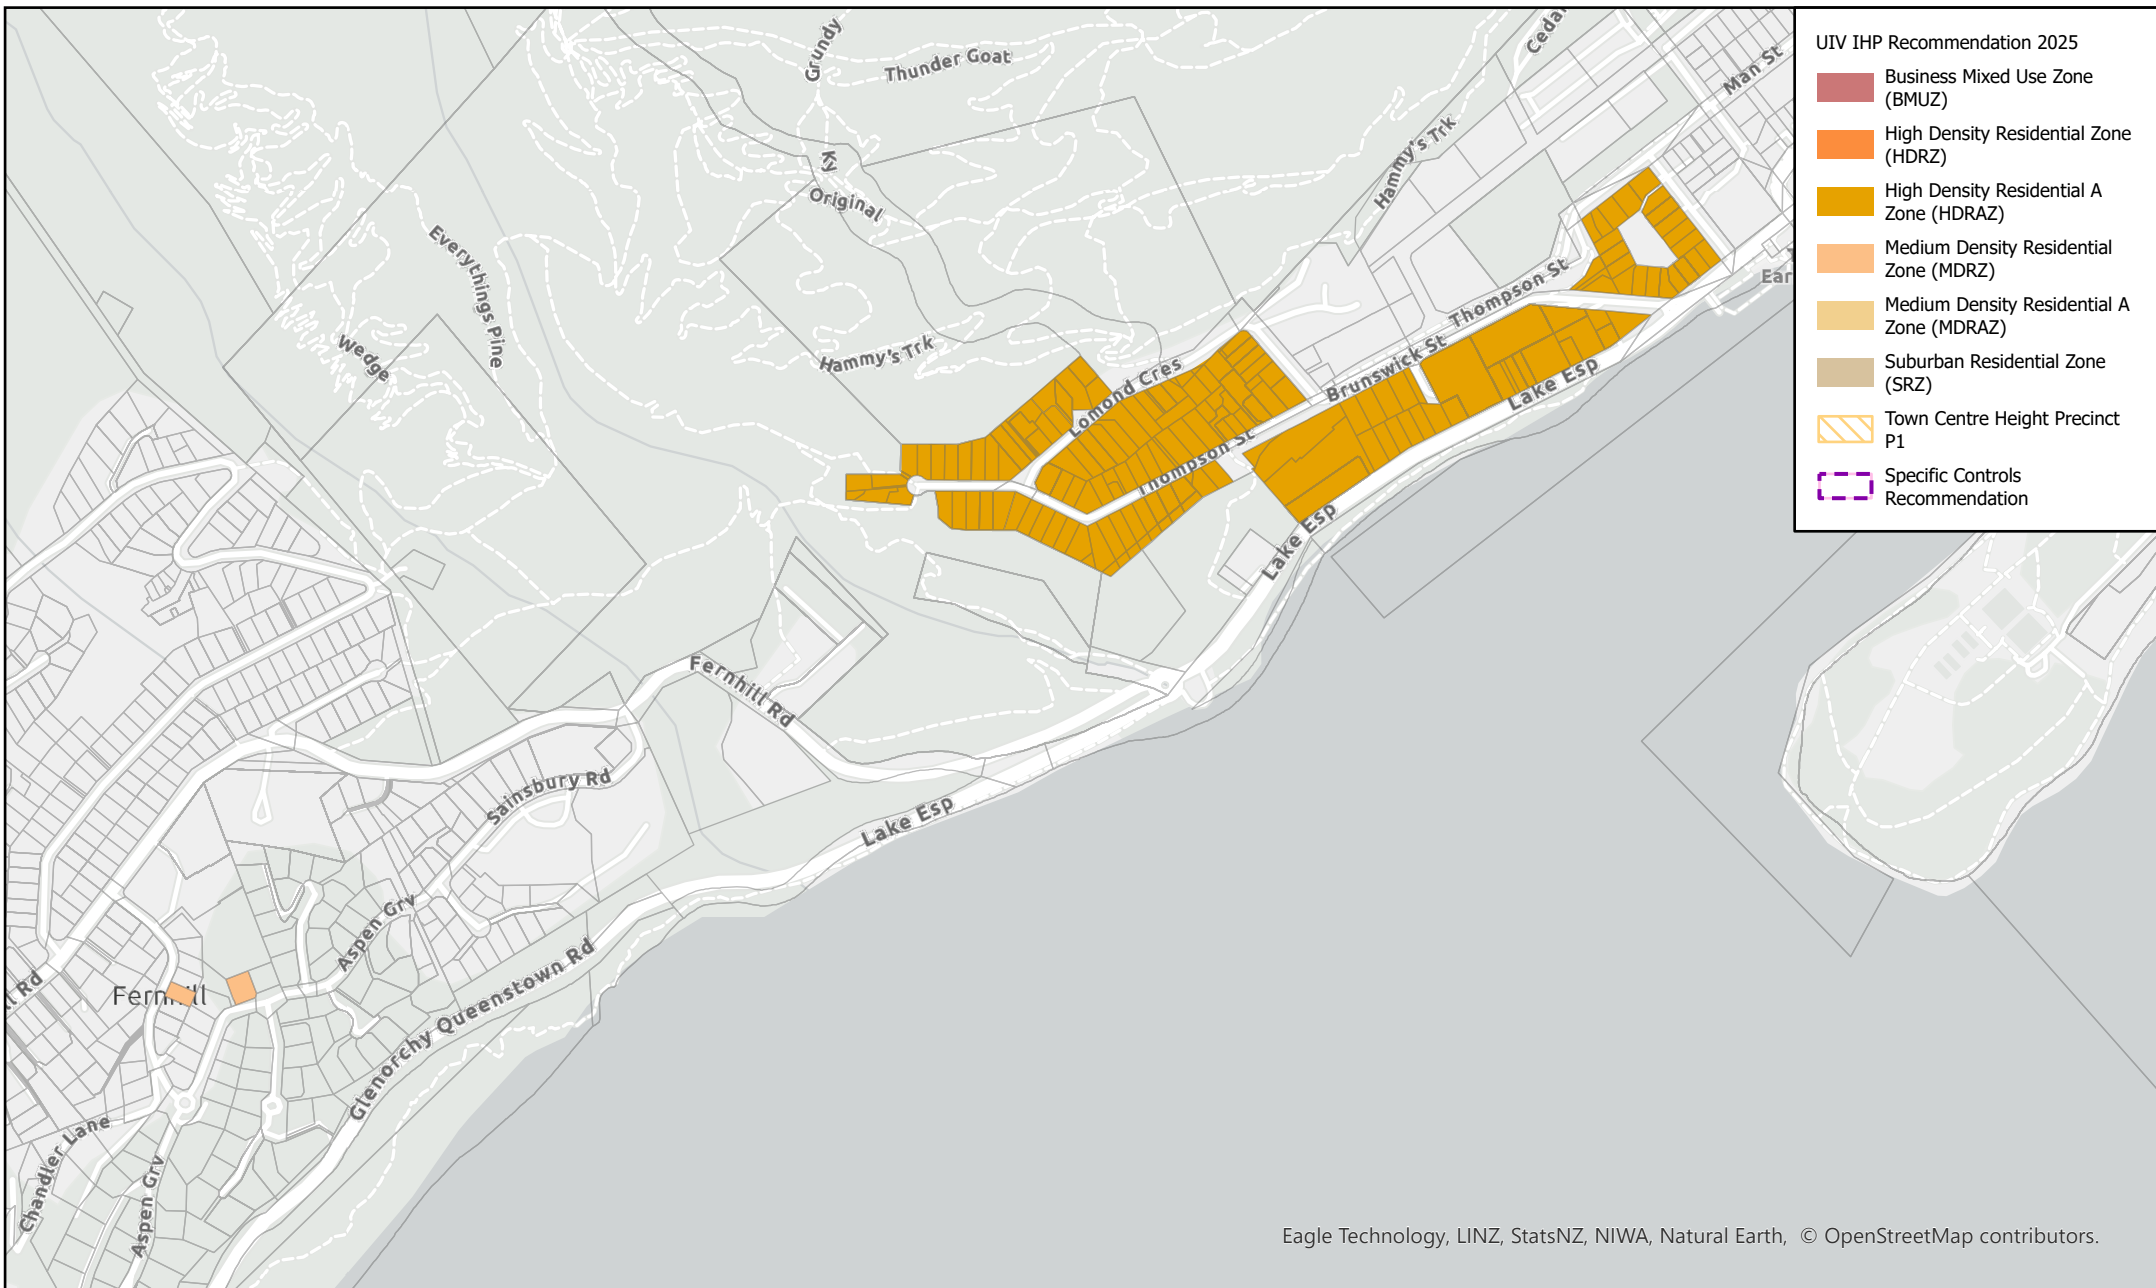 UIV IHP Recommendation 2025
Business Mixed Use Zone
(BMUZ)
High Density Residential Zone
(HDRZ)
High Density Residential A
Zone (HDRAZ)
Medium Density Residential
Zone (MDRZ)
Medium Density Residential A
Zone (MDRAZ)
Suburban Residential Zone
(SRZ)
Town Centre Height Precinct
P1
Specific Controls
Recommendation
Grundy
Thunder Goat
Man St
Hammy's Trk
Ky
Original
Everythings Pine
Wedge
Hammy's Trk
Thompson St
Brunswick St
Lomond Cres
Lake Esp
Thompson St
Lake Esp
Fernhill Rd
Sainsbury Rd
Lake Esp
Aspen Grv
Glenorchy Queenstown Rd
Fernhill
Rd
Chandler Lane
Aspen Grv
Eagle Technology, LINZ, StatsNZ, NIWA, Natural Earth, © OpenStreetMap contributors.